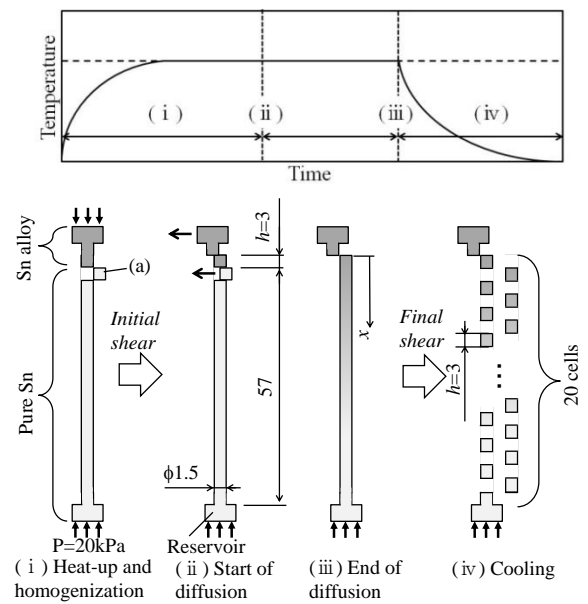 Temperature
( i )
( ii )
( iii )
( iv )
Time
Sn alloy
Pure Sn
(a)
Initial
shear
h=3
57
ϕ1.5
x
Final
shear
h=3
20 cells
P=20kPa
Reservoir
( i ) Heat-up and
homogenization
( ii ) Start of
diffusion
( iii ) End of
diffusion
( iv ) Cooling